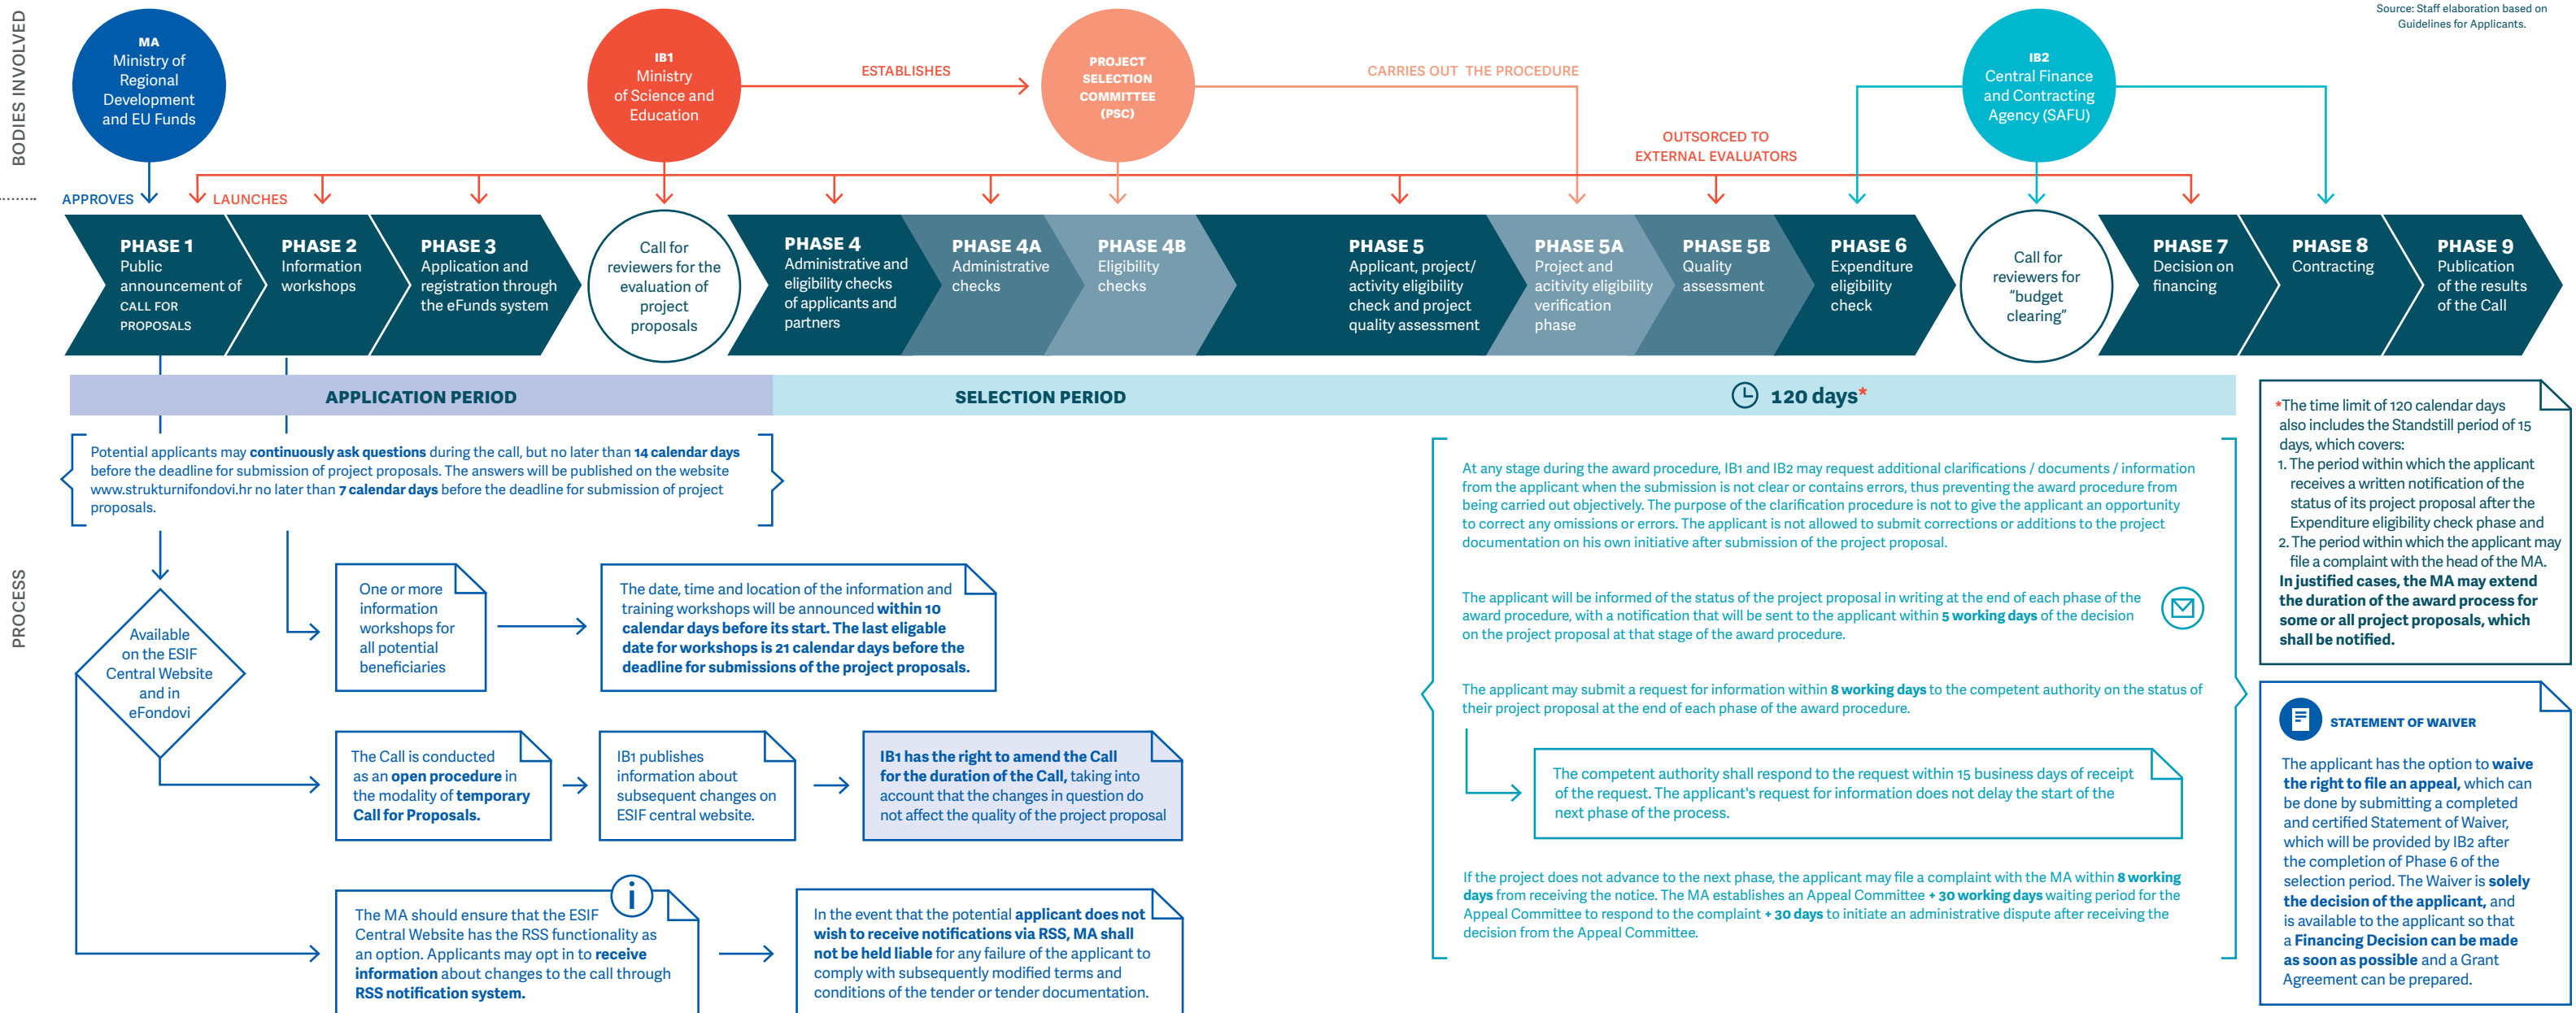 Source: Staff elaboration based on
Guidelines for Applicants.
BODIES INVOLVED
MA
Ministry of
Regional
Development
and EU Funds
IB1
Ministry
of Science and
Education
ESTABLISHES
PROJECT
SELECTION
COMMITTEE
(PSC)
CARRIES OUT THE PROCEDURE
OUTSORCED TO
EXTERNAL EVALUATORS
IB2
Central Finance
and Contracting
Agency (SAFU)
APPROVES
LAUNCHES
PHASE 1
Public
announcement of
CALL FOR
PROPOSALS
PHASE 2
Information
workshops
PHASE 3
Application and
registration through
the eFunds system
Call for
reviewers for the
evaluation of
project
proposals
PHASE 4
Administrative and
eligibility checks
of applicants and
partners
PHASE 4A
Administrative
checks
PHASE 4B
Eligibility
checks
PHASE 5
Applicant, project/
activity eligibility
check and project
quality assessment
PHASE 5A
Project and
acitivity eligibility
verification
phase
PHASE 5B
Quality
assessment
PHASE 6
Expenditure
eligibility
check
Call for
reviewers for
“budget
clearing”
PHASE 7
Decision on
financing
PHASE 8
Contracting
PHASE 9
Publication
of the results
of the Call
APPLICATION PERIOD
SELECTION PERIOD
120 days*
PROCESS
Potential applicants may continuously ask questions during the call, but no later than 14 calendar days
before the deadline for submission of project proposals. The answers will be published on the website
www.strukturnifondovi.hr no later than 7 calendar days before the deadline for submission of project
proposals.
Available
on the ESIF
Central Website
and in
eFondovi
One or more
information
workshops for
all potential
beneficiaries
The date, time and location of the information and
training workshops will be announced within 10
calendar days before its start. The last eligable
date for workshops is 21 calendar days before the
deadline for submissions of the project proposals.
The Call is conducted
as an open procedure in
the modality of temporary
Call for Proposals.
IB1 publishes
information about
subsequent changes on
ESIF central website.
IB1 has the right to amend the Call
for the duration of the Call, taking into
account that the changes in question do
not affect the quality of the project proposal
i
The MA should ensure that the ESIF
Central Website has the RSS functionality as
an option. Applicants may opt in to receive
information about changes to the call through
RSS notification system.
In the event that the potential applicant does not
wish to receive notifications via RSS, MA shall
not be held liable for any failure of the applicant to
comply with subsequently modified terms and
conditions of the tender or tender documentation.
At any stage during the award procedure, IB1 and IB2 may request additional clarifications / documents / information
from the applicant when the submission is not clear or contains errors, thus preventing the award procedure from
being carried out objectively. The purpose of the clarification procedure is not to give the applicant an opportunity
to correct any omissions or errors. The applicant is not allowed to submit corrections or additions to the project
documentation on his own initiative after submission of the project proposal.
The applicant will be informed of the status of the project proposal in writing at the end of each phase of the
award procedure, with a notification that will be sent to the applicant within 5 working days of the decision
on the project proposal at that stage of the award procedure.
The applicant may submit a request for information within 8 working days to the competent authority on the status of
their project proposal at the end of each phase of the award procedure.
The competent authority shall respond to the request within 15 business days of receipt
of the request. The applicant's request for information does not delay the start of the
next phase of the process.
If the project does not advance to the next phase, the applicant may file a complaint with the MA within 8 working
days from receiving the notice. The MA establishes an Appeal Committee + 30 working days waiting period for the
Appeal Committee to respond to the complaint + 30 days to initiate an administrative dispute after receiving the
decision from the Appeal Committee.
*The time limit of 120 calendar days
also includes the Standstill period of 15
days, which covers:
1. The period within which the applicant
receives a written notification of the
status of its project proposal after the
Expenditure eligibility check phase and
2. The period within which the applicant may
file a complaint with the head of the MA.
In justified cases, the MA may extend
the duration of the award process for
some or all project proposals, which
shall be notified.
STATEMENT OF WAIVER
The applicant has the option to waive
the right to file an appeal, which can
be done by submitting a completed
and certified Statement of Waiver,
which will be provided by IB2 after
the completion of Phase 6 of the
selection period. The Waiver is solely
the decision of the applicant, and
is available to the applicant so that
a Financing Decision can be made
as soon as possible and a Grant
Agreement can be prepared.